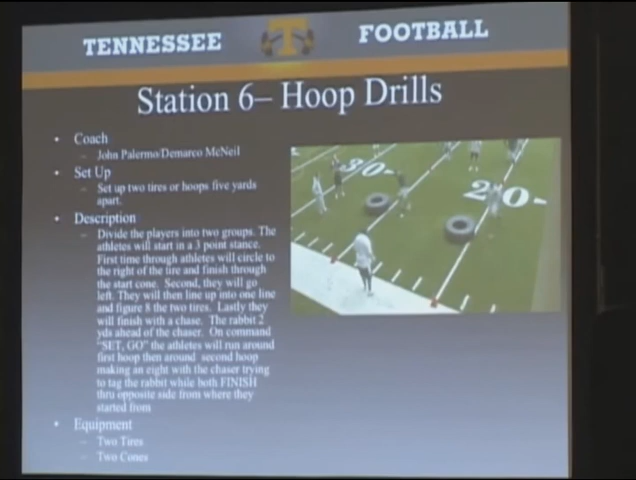 TENNESSEE T FOOTBALL
Station 6– Hoop Drills
• Coach
– John Palermo/Demarco McNeil
• Set Up
– Set up two tires or hoops five yards
apart.
• Description
– Divide the players into two groups. The
athletes will start in a 3 point stance.
First time through athletes will circle to
the right of the tire and finish through
the start cone. Second, they will go
left. They will then line up into one line
and figure 8 the two tires. Lastly they
will finish with a chase. The rabbit 2
yds ahead of the chaser. On command
"SET, GO" the athletes will run around
first hoop then around second hoop
making an eight with the chaser trying
to tag the rabbit while both FINISH
thru opposite side from where they
started from
• Equipment
– Two Tires
– Two Cones
30
20